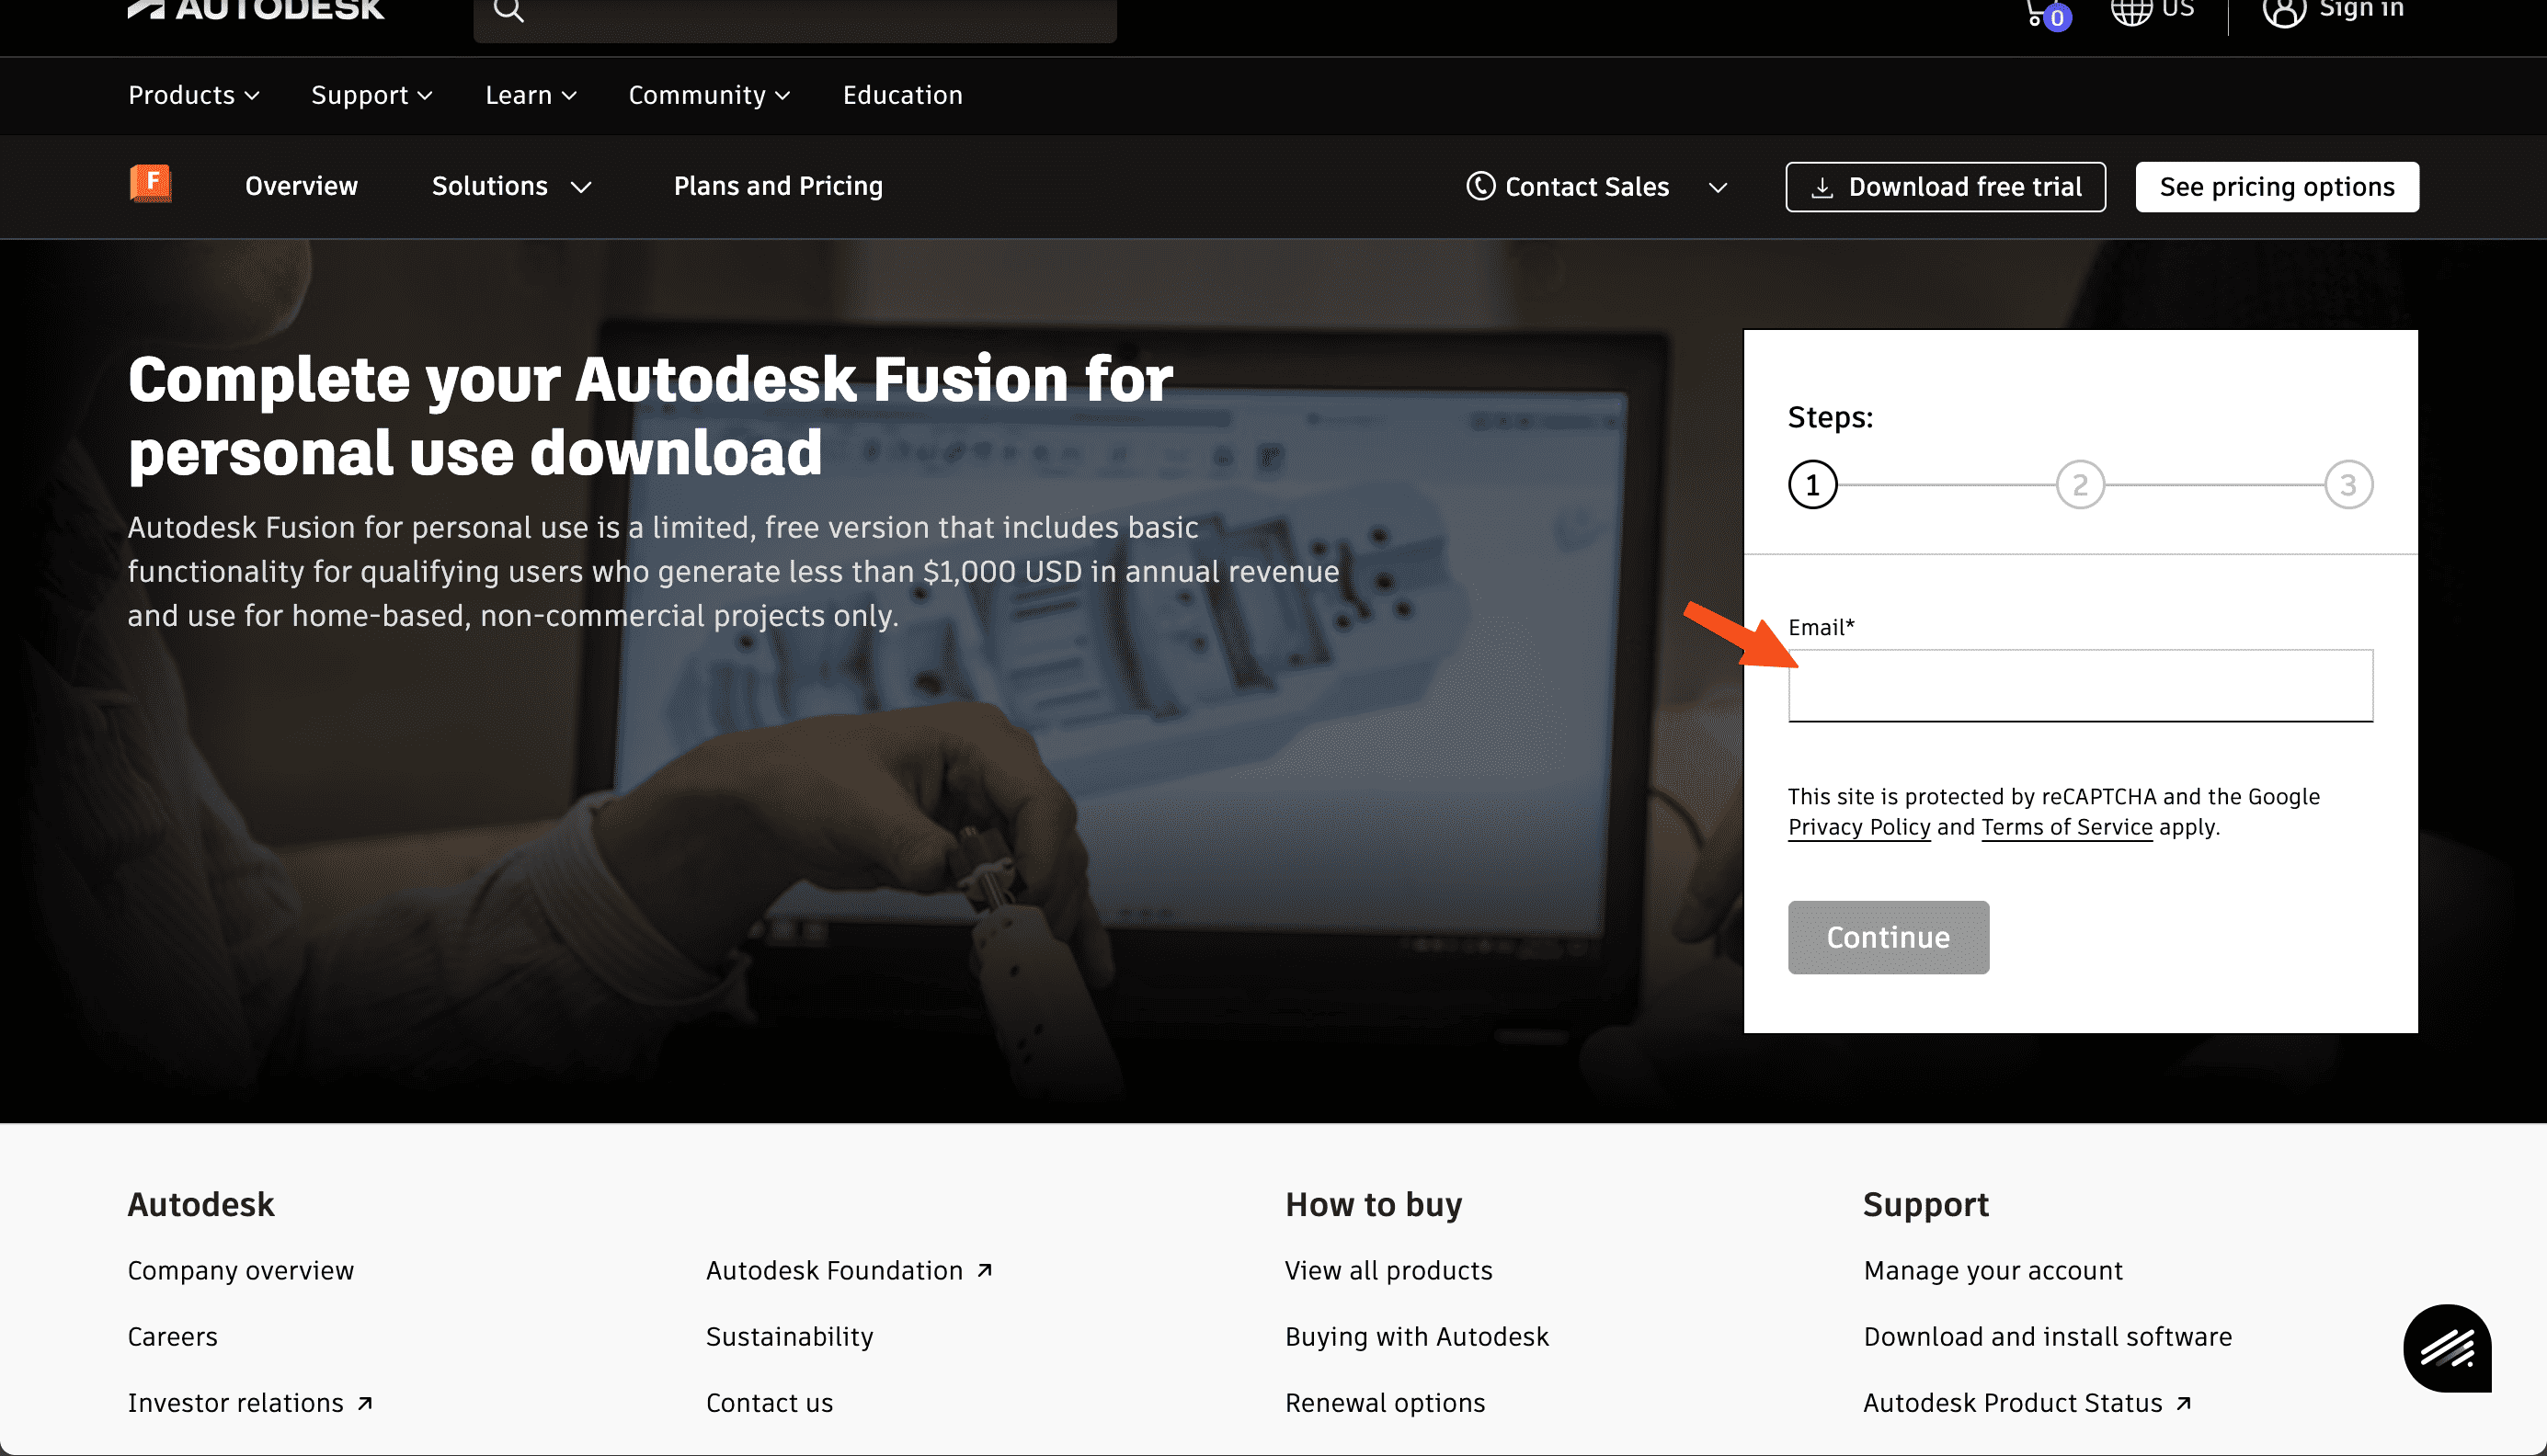 AUTODESK
0
US
Sign in
Products
Support
Learn
Community
Education
F
Overview
Solutions
Plans and Pricing
Contact Sales
Download free trial
See pricing options
Complete your Autodesk Fusion for
personal use download
Autodesk Fusion for personal use is a limited, free version that includes basic
functionality for qualifying users who generate less than $1,000 USD in annual revenue
and use for home-based, non-commercial projects only.
Steps:
1
2
3
Email*
This site is protected by reCAPTCHA and the Google
Privacy Policy and Terms of Service apply.
Continue
Autodesk
Company overview
Careers
Investor relations
Autodesk Foundation
Sustainability
Contact us
How to buy
View all products
Buying with Autodesk
Renewal options
Support
Manage your account
Download and install software
Autodesk Product Status